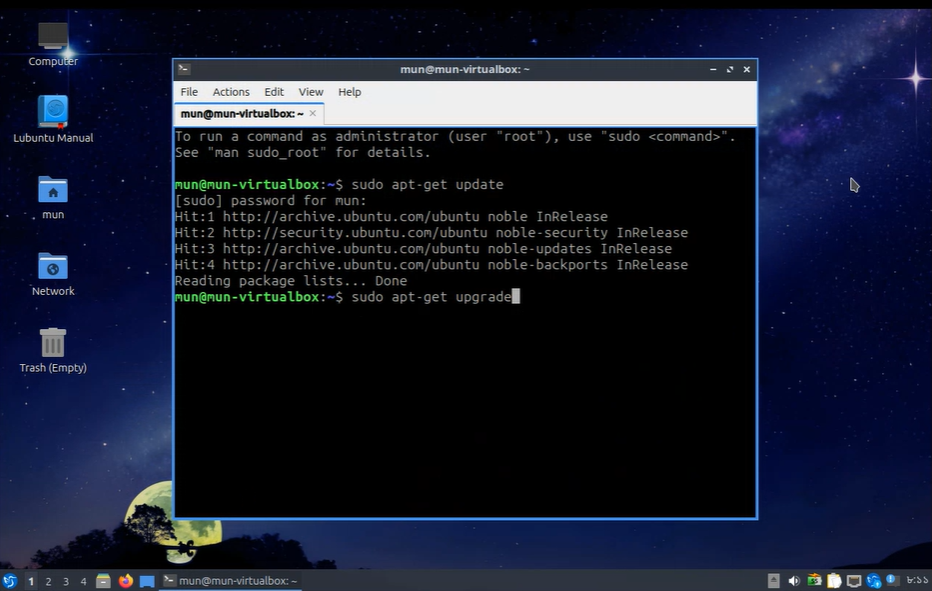 Computer
Lubuntu Manual
mun
Network
Trash (Empty)
mun@mun-virtualbox: ~
File Actions Edit View Help
mun@mun-virtualbox: ~
To run a command as administrator (user "root"), use "sudo <command>".
See "man sudo_root" for details.
mun@mun-virtualbox:~$ sudo apt-get update
[sudo] password for mun:
Hit:1 http://archive.ubuntu.com/ubuntu noble InRelease
Hit:2 http://security.ubuntu.com/ubuntu noble-security InRelease
Hit:3 http://archive.ubuntu.com/ubuntu noble-updates InRelease
Hit:4 http://archive.ubuntu.com/ubuntu noble-backports InRelease
Reading package lists... Done
mun@mun-virtualbox:~$ sudo apt-get upgrade
1 2 3 4
mun@mun-virtualbox: ~
৮:১১